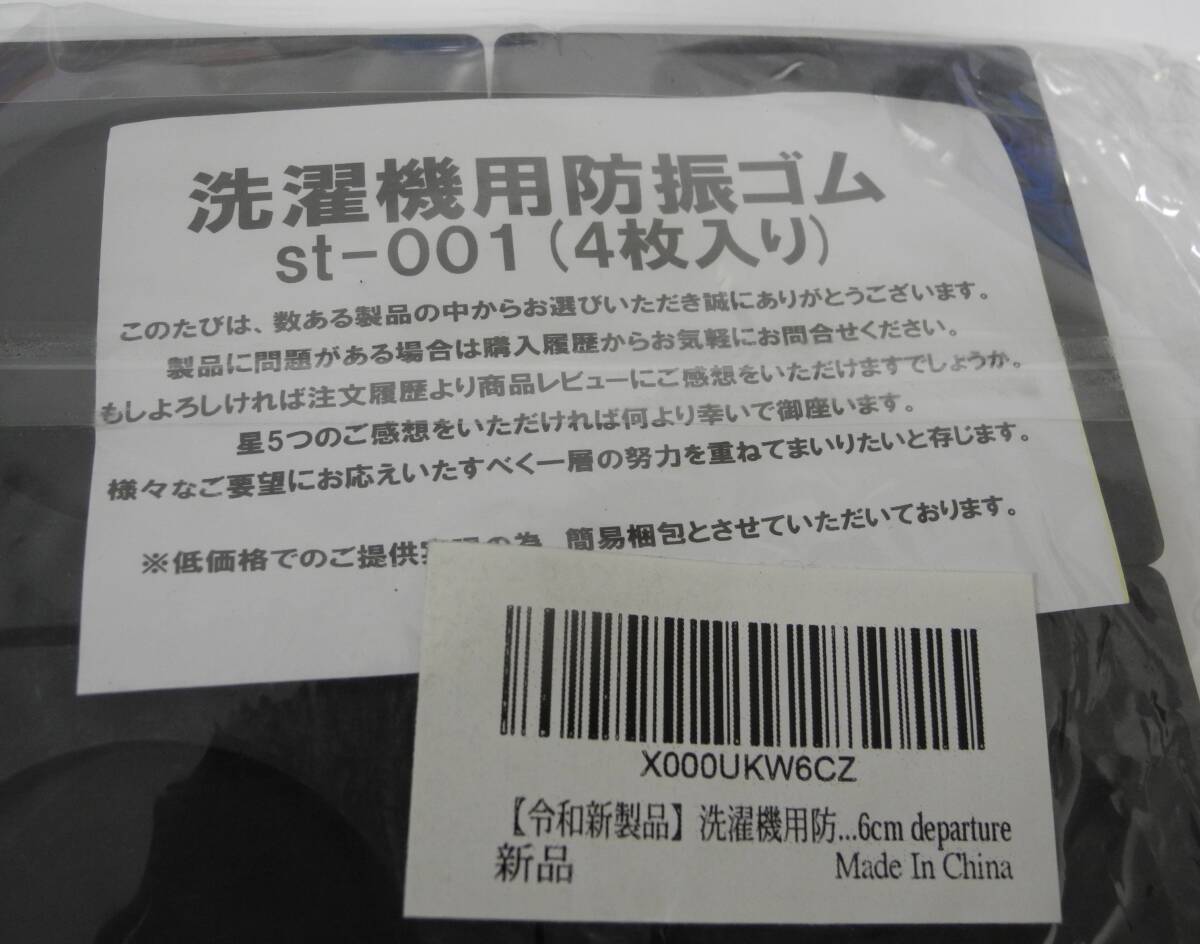 洗濯機用防振ゴム
st-001(4枚入り)
このたびは、数ある製品の中からお選びいただき誠にありがとうございます。
製品に問題がある場合は購入履歴からお気軽にお問合せください。
もしよろしければ注文履歴より商品レビューにご感想をいただけますでしょうか。
星5つのご感想をいただければ何より幸いで御座います。
様々なご要望にお応えいたすべく一層の努力を重ねてまいりたいと存じます。
※低価格でのご提供 の為、簡易梱包とさせていただいております。
X000UKW6CZ
【令和新製品】洗濯機用防...6cm departure
新品 Made In China